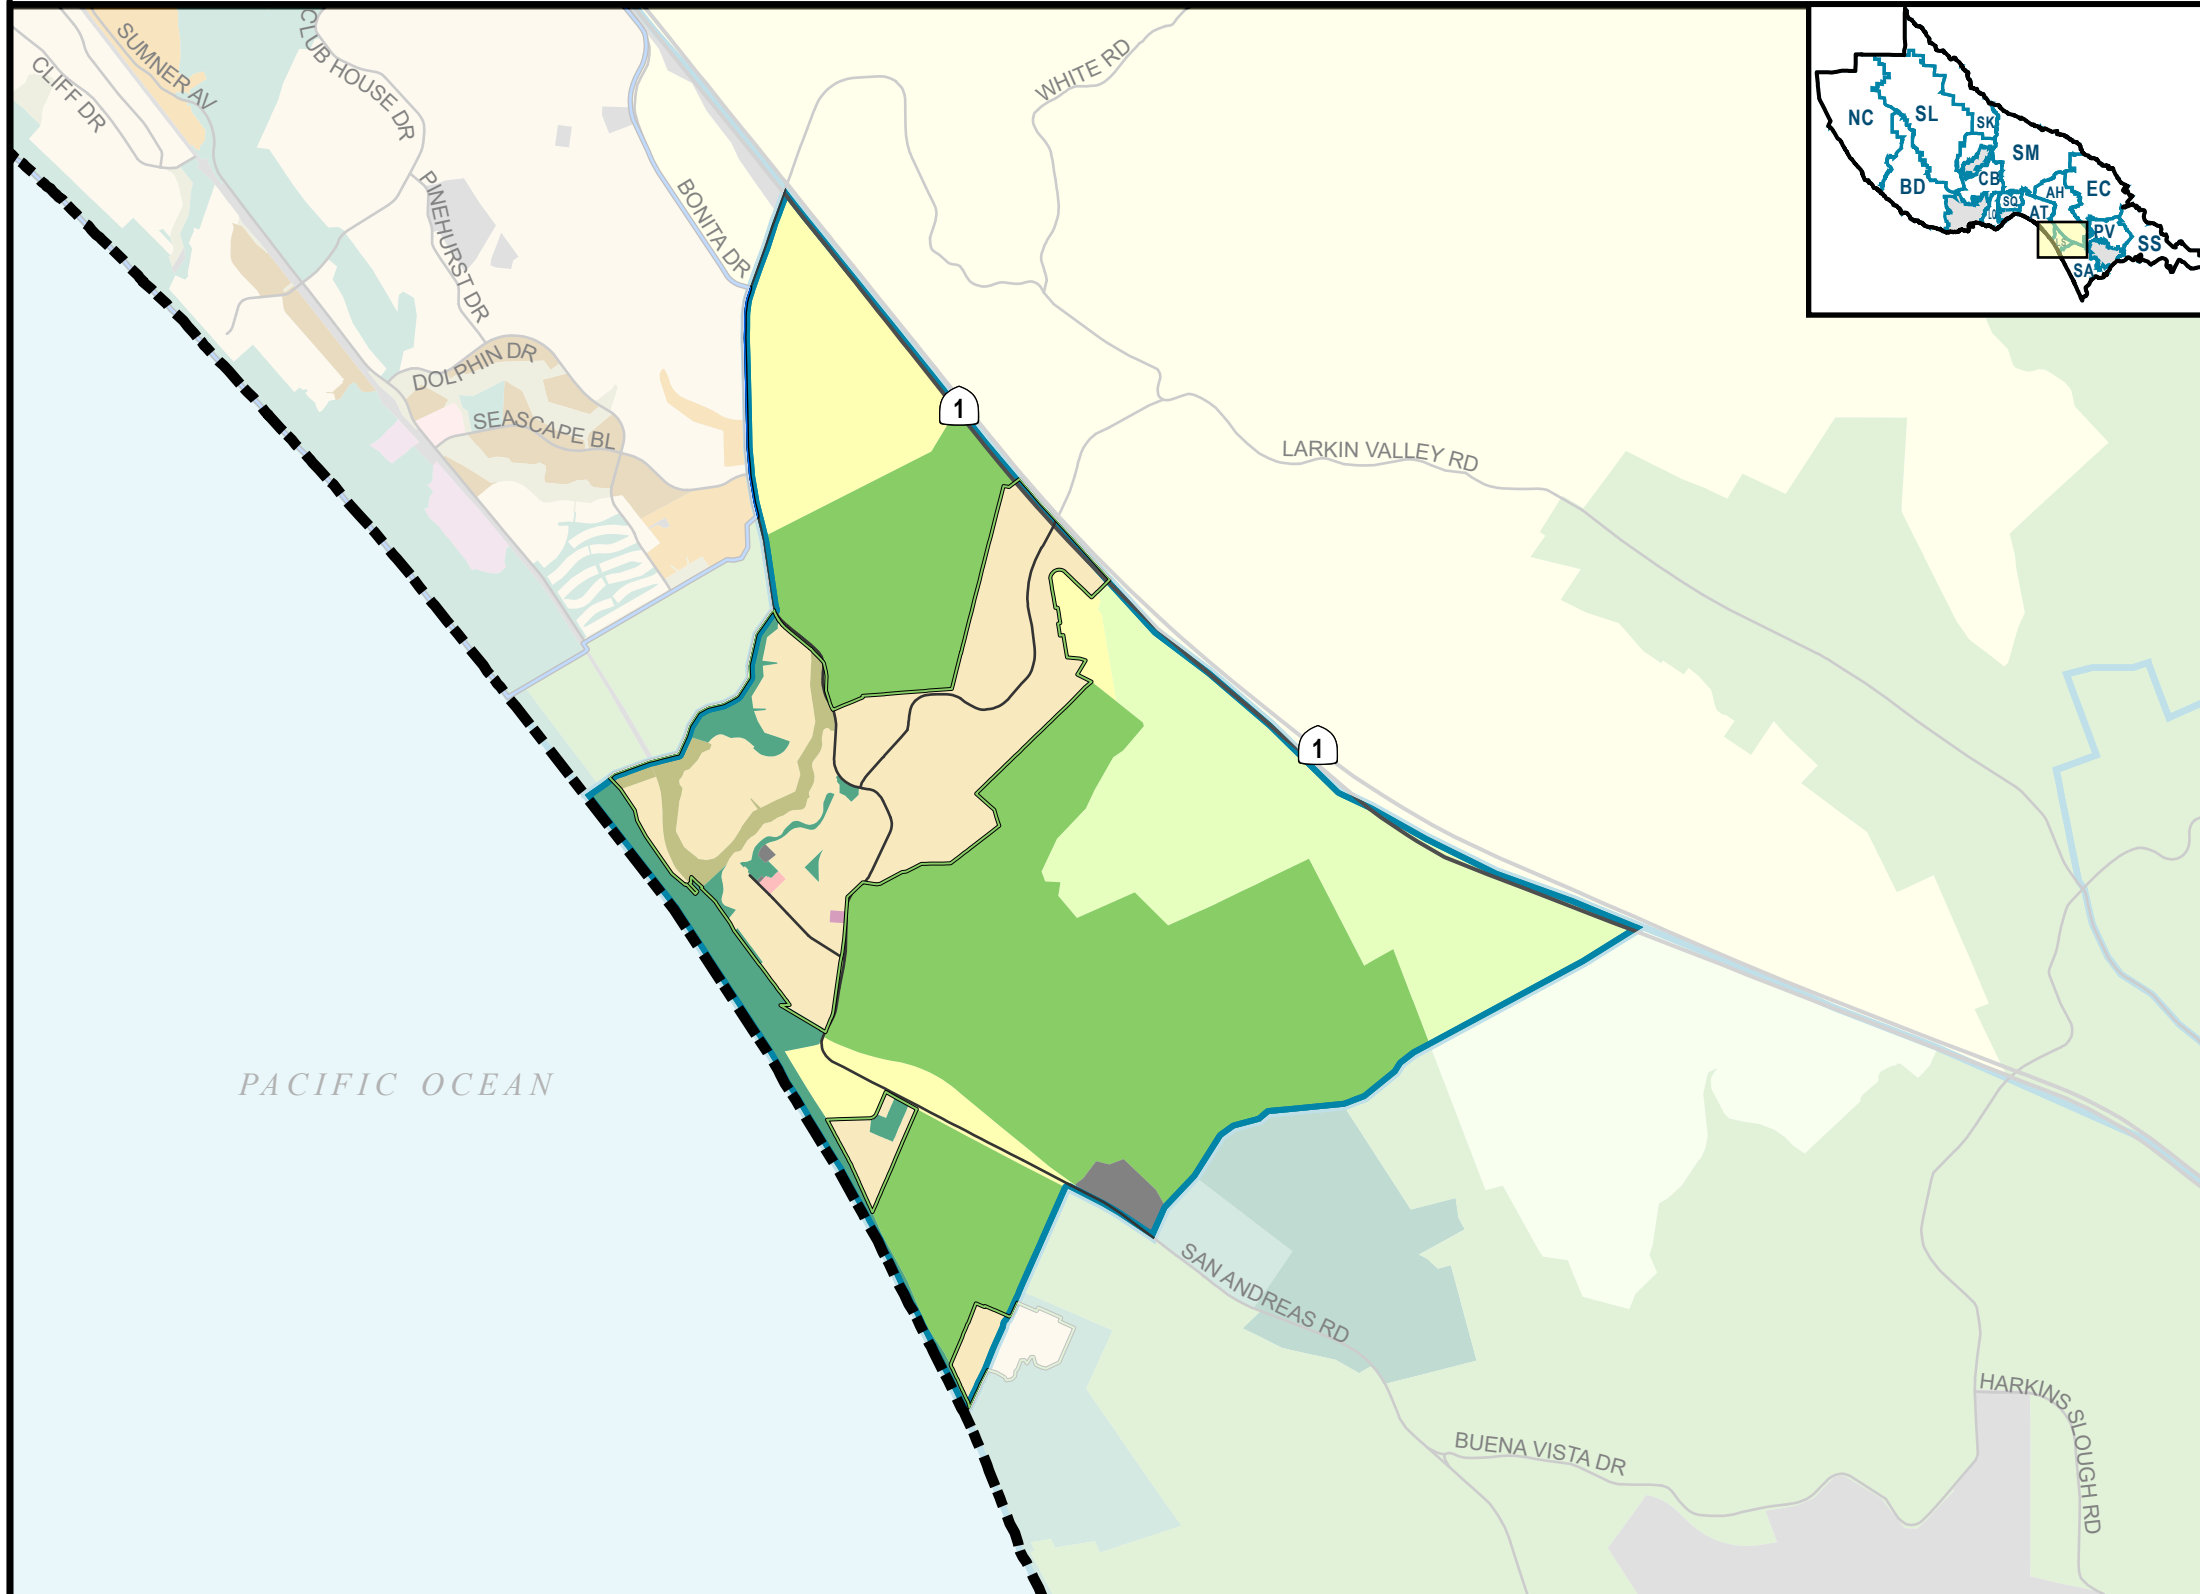 CLIFF DR
SUMNER AV
CLUB HOUSE DR
PINEHURST DR
BONITA DR
WHITE RD
DOLPHIN DR
SEASCAPE BL
LARKIN VALLEY RD
1
1
PACIFIC OCEAN
SAN ANDREAS RD
BUENA VISTA DR
HARKINS SLOUGH RD
NC
SL
SK
SM
BD
CB
AH
EC
SQ
LO
AT
PV
SS
LS
SA